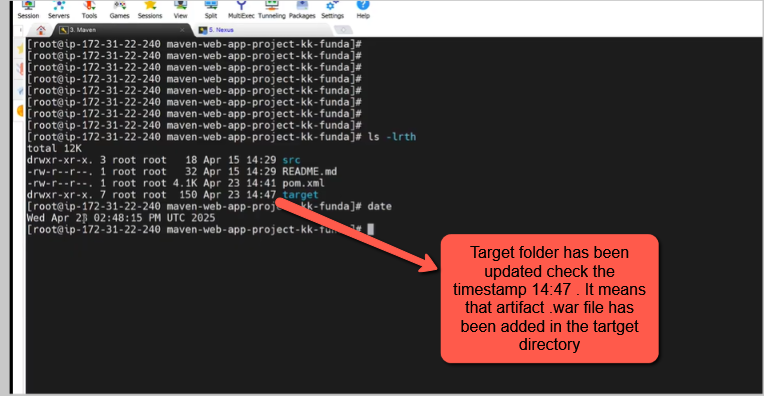 Session Servers Tools Games Sessions View Split MultiExec Tunneling Packages Settings Help
3. Maven
5. Nexus
[root@ip-172-31-22-240 maven-web-app-project-kk-funda]#
[root@ip-172-31-22-240 maven-web-app-project-kk-funda]#
[root@ip-172-31-22-240 maven-web-app-project-kk-funda]#
[root@ip-172-31-22-240 maven-web-app-project-kk-funda]#
[root@ip-172-31-22-240 maven-web-app-project-kk-funda]#
[root@ip-172-31-22-240 maven-web-app-project-kk-funda]#
[root@ip-172-31-22-240 maven-web-app-project-kk-funda]#
[root@ip-172-31-22-240 maven-web-app-project-kk-funda]#
[root@ip-172-31-22-240 maven-web-app-project-kk-funda]# ls -lrth
total 12K
drwxr-xr-x. 3 root root 18 Apr 15 14:29 src
-rw-r--r--. 1 root root 32 Apr 15 14:29 README.md
-rw-r--r--. 1 root root 4.1K Apr 23 14:41 pom.xml
drwxr-xr-x. 7 root root 150 Apr 23 14:47 target
[root@ip-172-31-22-240 maven-web-app-project-kk-funda]# date
Wed Apr 23 02:48:15 PM UTC 2025
[root@ip-172-31-22-240 maven-web-app-project-kk-funda]#
Target folder has been
updated check the
timestamp 14:47 . It means
that artifact .war file has
been added in the tartget
directory